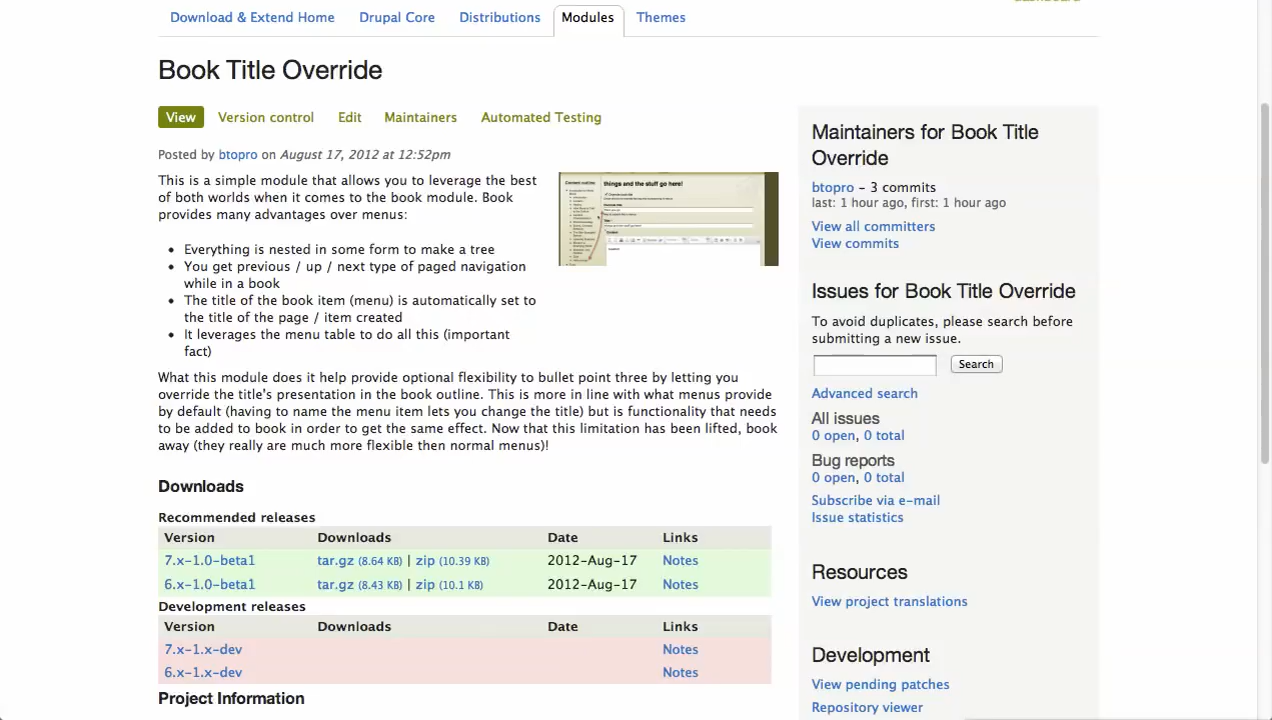 Download & Extend Home Drupal Core Distributions Modules Themes
Book Title Override
View Version control Edit Maintainers Automated Testing
Posted by btopro on August 17, 2012 at 12:52pm
This is a simple module that allows you to leverage the best
of both worlds when it comes to the book module. Book
provides many advantages over menus:
• Everything is nested in some form to make a tree
• You get previous / up / next type of paged navigation
while in a book
• The title of the book item (menu) is automatically set to
the title of the page / item created
• It leverages the menu table to do all this (important
fact)
things and the stuff go here!
What this module does it help provide optional flexibility to bullet point three by letting you
override the title's presentation in the book outline. This is more in line with what menus provide
by default (having to name the menu item lets you change the title) but is functionality that needs
to be added to book in order to get the same effect. Now that this limitation has been lifted, book
away (they really are much more flexible then normal menus)!
Downloads
Recommended releases
Version Downloads Date Links
7.x-1.0-beta1 tar.gz (8.64 KB) | zip (10.39 KB) 2012-Aug-17 Notes
6.x-1.0-beta1 tar.gz (8.43 KB) | zip (10.1 KB) 2012-Aug-17 Notes
Development releases
Version Downloads Date Links
7.x-1.x-dev Notes
6.x-1.x-dev Notes
Project Information
Maintainers for Book Title
Override
btopro – 3 commits
last: 1 hour ago, first: 1 hour ago
View all committers
View commits
Issues for Book Title Override
To avoid duplicates, please search before
submitting a new issue.
Search
Advanced search
All issues
0 open, 0 total
Bug reports
0 open, 0 total
Subscribe via e-mail
Issue statistics
Resources
View project translations
Development
View pending patches
Repository viewer